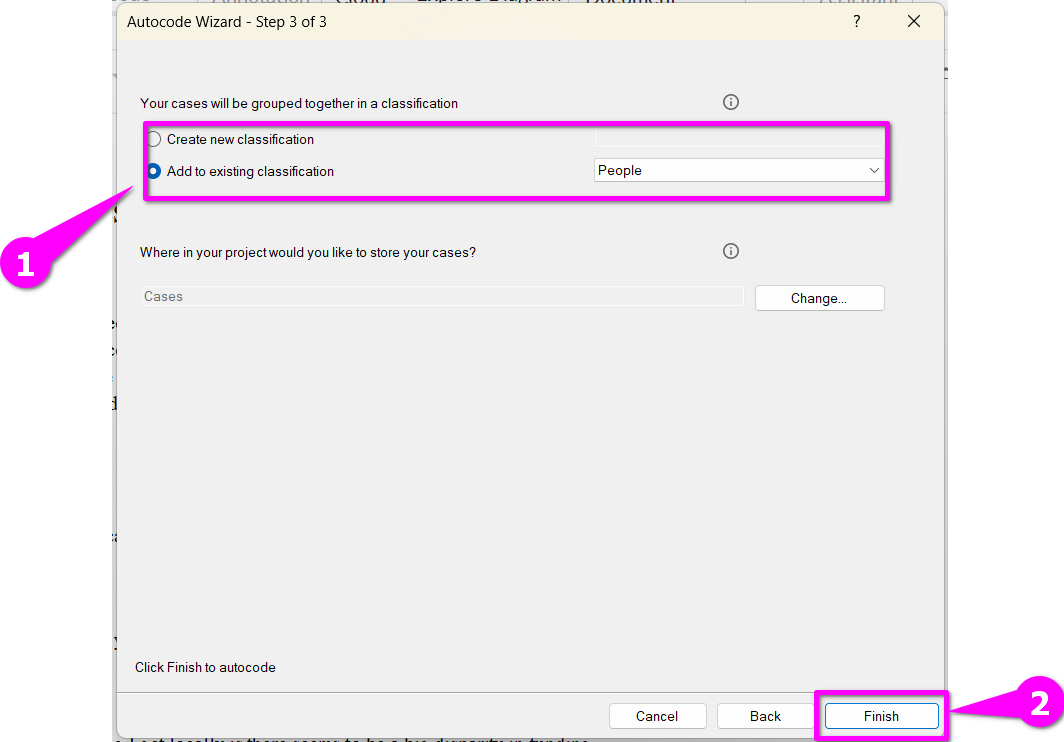 Autocode Wizard - Step 3 of 3 ?
Your cases will be grouped together in a classification
Create new classification
Add to existing classification People
1
Where in your project would you like to store your cases?
Cases Change...
Click Finish to autocode
Cancel Back Finish
2